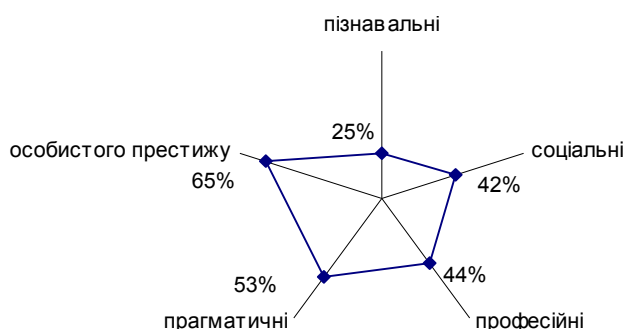 пізнавальні
25%
особистого престижу
соціальні
65%
42%
53%
44%
прагматичні
професійні